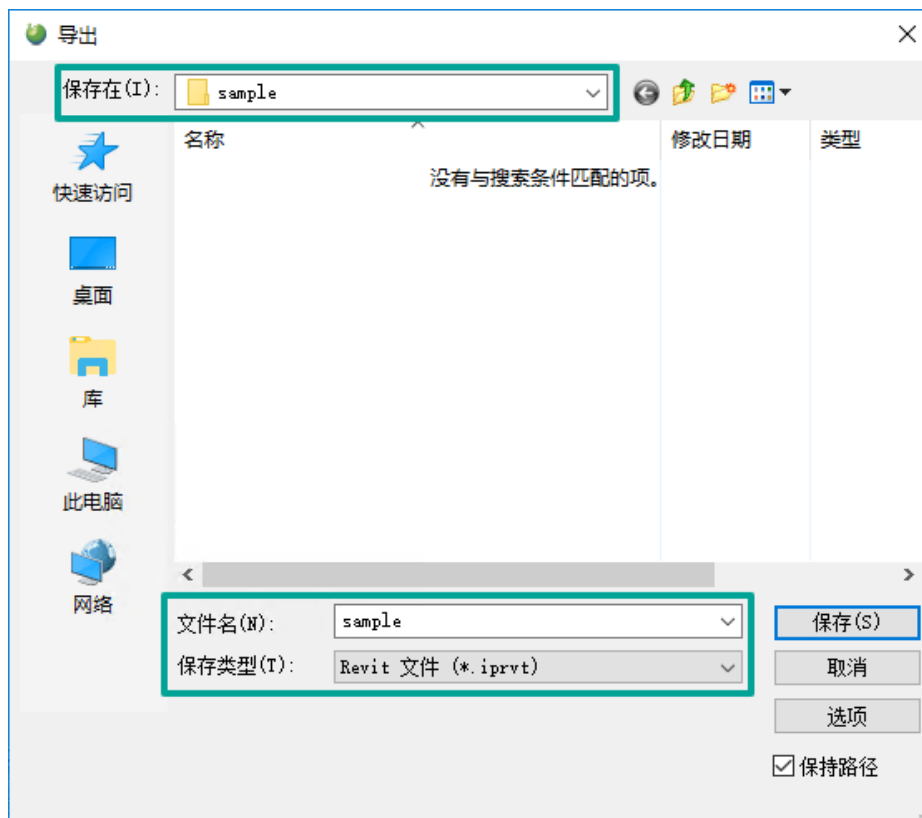 导出
保存在(I): sample
名称 修改日期 类型
没有与搜索条件匹配的项。
快速访问
桌面
库
此电脑
网络
文件名(N): sample 保存(S)
保存类型(T): Revit 文件 (*.iprvt) 取消
选项
保持路径